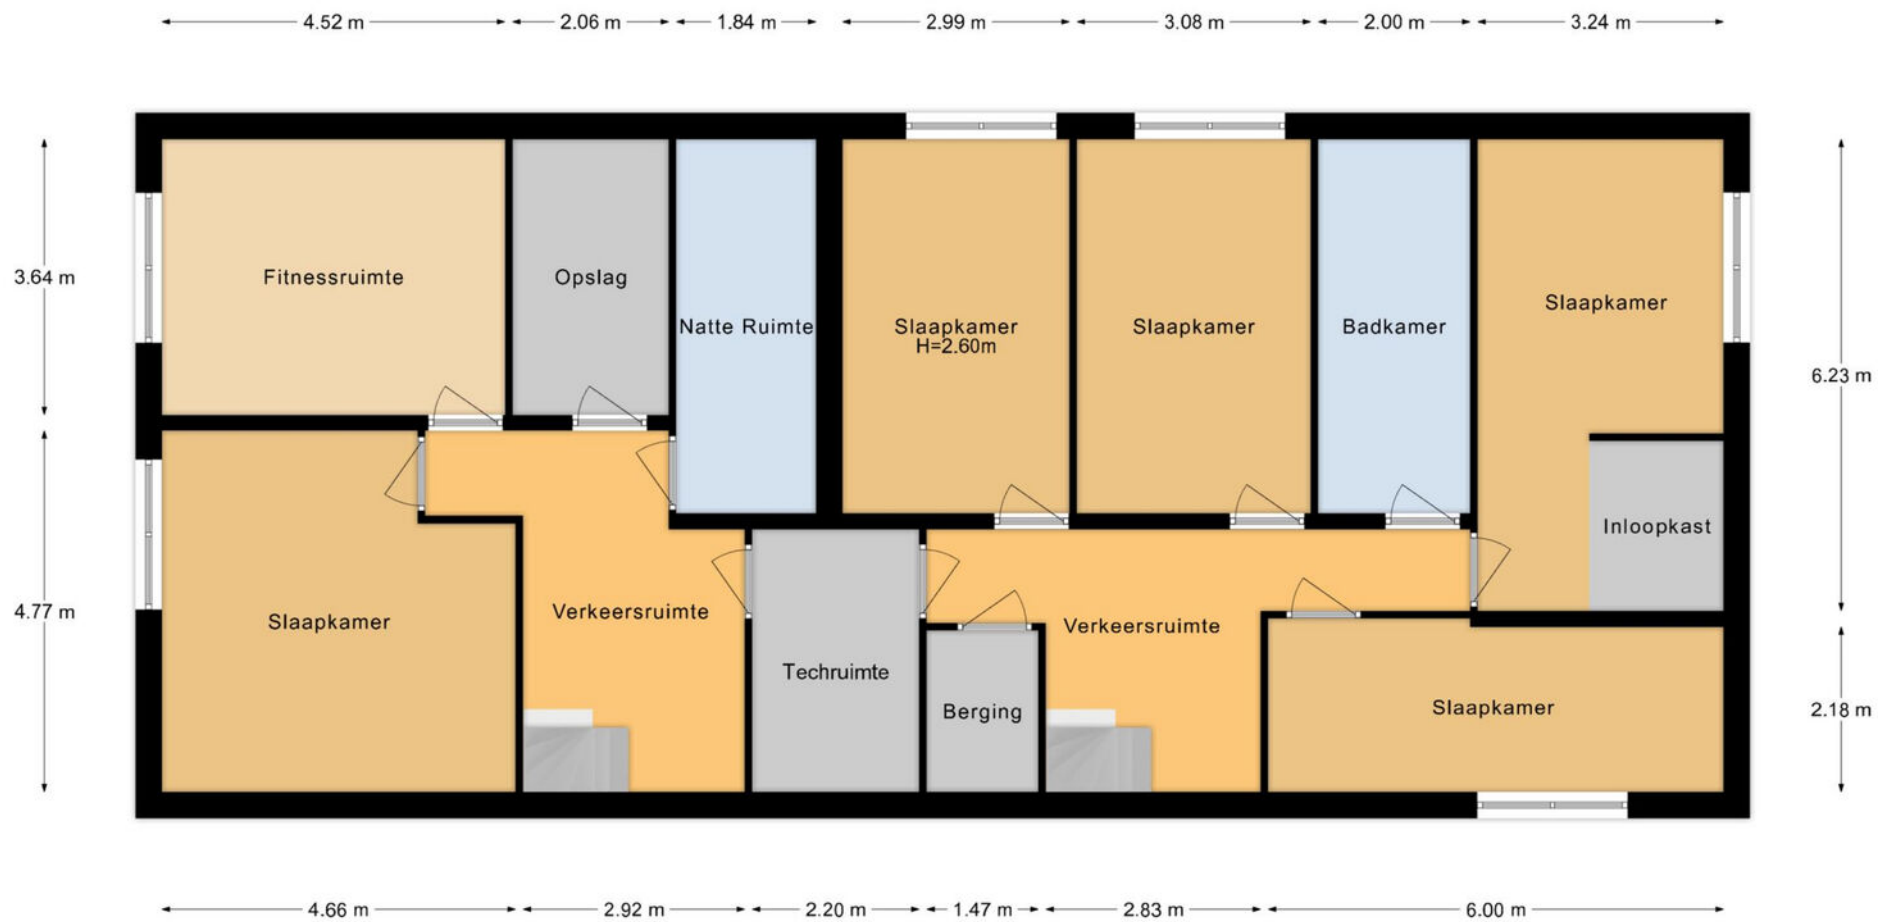 4.52 m
2.06 m
1.84 m
2.99 m
3.08 m
2.00 m
3.24 m
3.64 m
4.77 m
6.23 m
2.18 m
Fitnessruimte
Opslag
Natte Ruimte
Slaapkamer
H=2.60m
Slaapkamer
Badkamer
Slaapkamer
Inloopkast
Slaapkamer
Verkeersruimte
Techruimte
Berging
Verkeersruimte
Slaapkamer
4.66 m
2.92 m
2.20 m
1.47 m
2.83 m
6.00 m